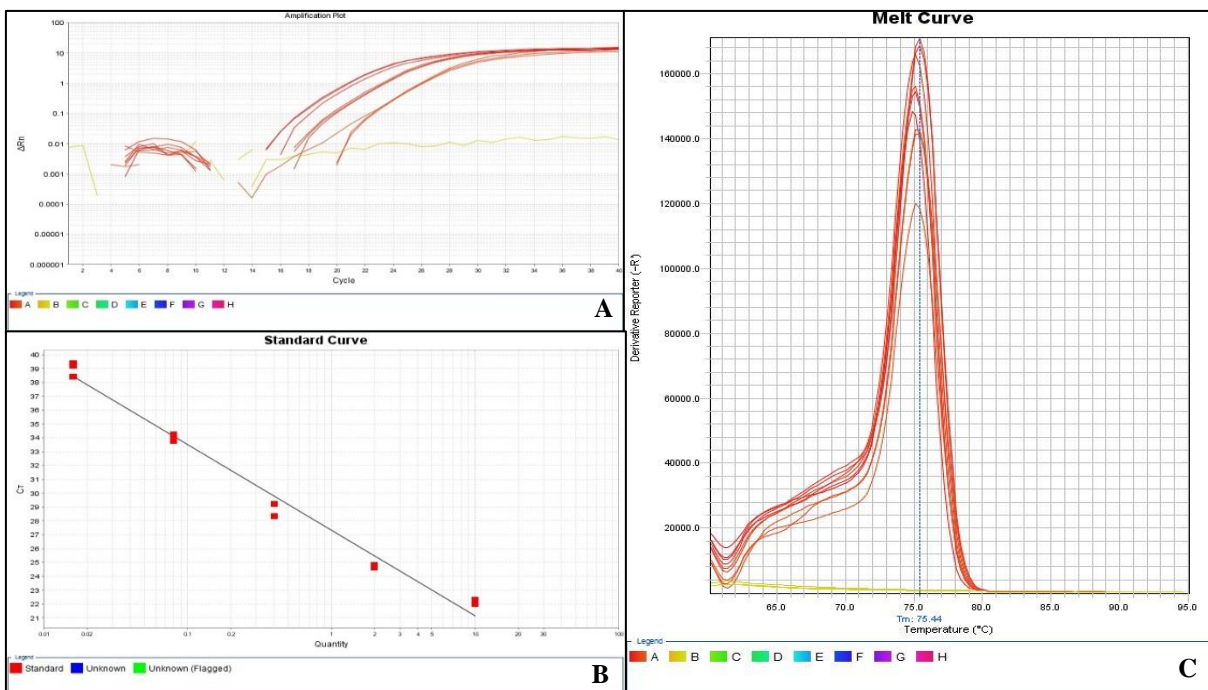 Amplification Plot
100
10
1
0.1
0.01
0.001
0.0001
0.00001
0.000001
ΔRn
2 4 6 8 10 12 14 16 18 20 22 24 26 28 30 32 34 36 38 40
Cycle
Legend
A B C D E F G H
A
Standard Curve
40
39
38
37
36
35
34
33
32
31
30
29
28
27
26
25
24
23
22
21
CT
0.01 0.02 0.1 0.2 1 2 3 4 5 10 20 30 100
Quantity
Legend
Standard Unknown Unknown (Flagged)
B
Melt Curve
160000.0
140000.0
120000.0
100000.0
80000.0
60000.0
40000.0
20000.0
Derivative Reporter (-R')
65.0 70.0 75.0 80.0 85.0 90.0 95.0
Tm: 75.44
Temperature (°C)
Legend
A B C D E F G H
C